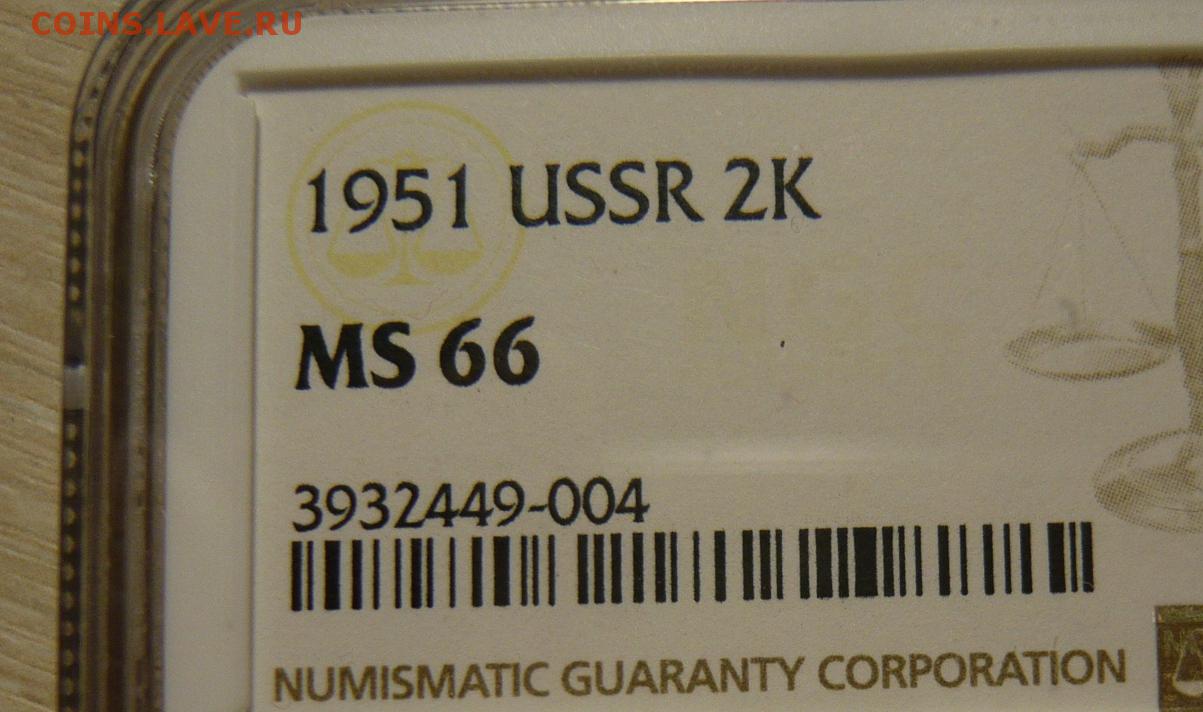 COINS.LAVE.RU
1951 USSR 2K
MS 66
3932449-004
NUMISMATIC GUARANTY CORPORATION